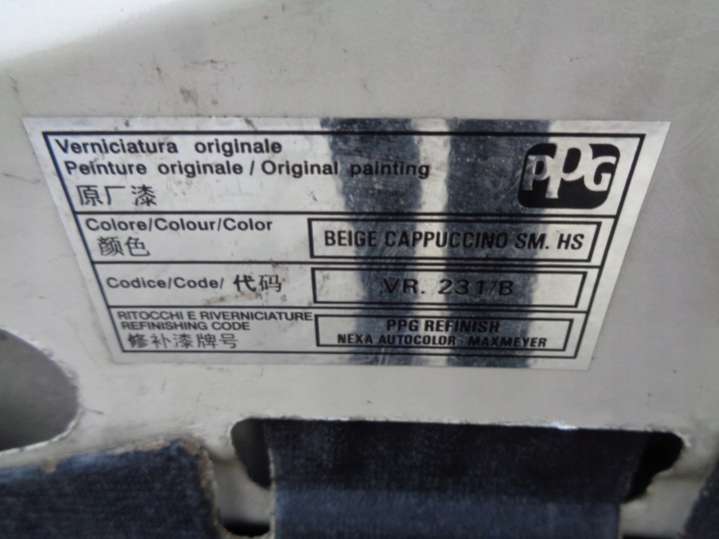 Verniciatura originale
Peinture originale / Original painting
原厂漆
PPG
Colore/Colour/Color
颜色
BEIGE CAPPUCCINO SM. HS
Codice/Code/ 代码
VR. 231/B
RITOCCHI E RIVERNICIATURE
REFINISHING CODE
修补漆牌号
PPG REFINISH
NEXA AUTOCOLOR - MAXMEYER